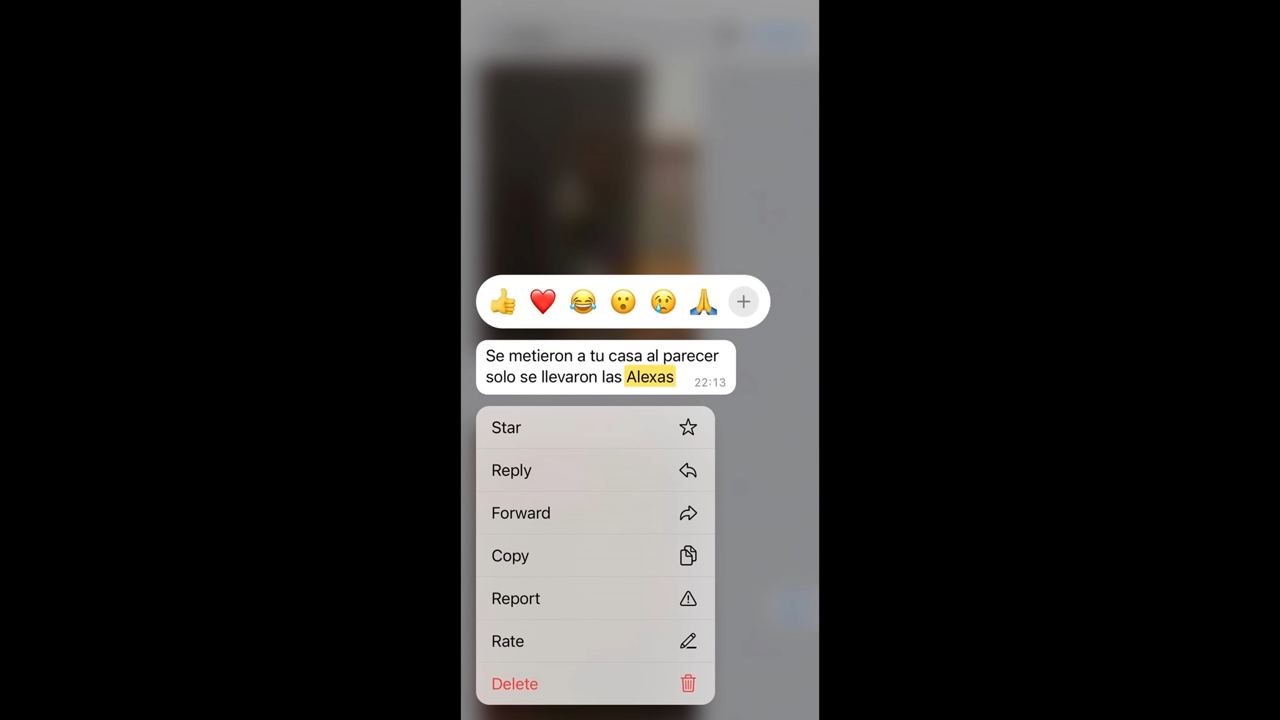 Se metieron a tu casa al parecer
solo se llevaron las Alexas
22:13
Star
Reply
Forward
Copy
Report
Rate
Delete